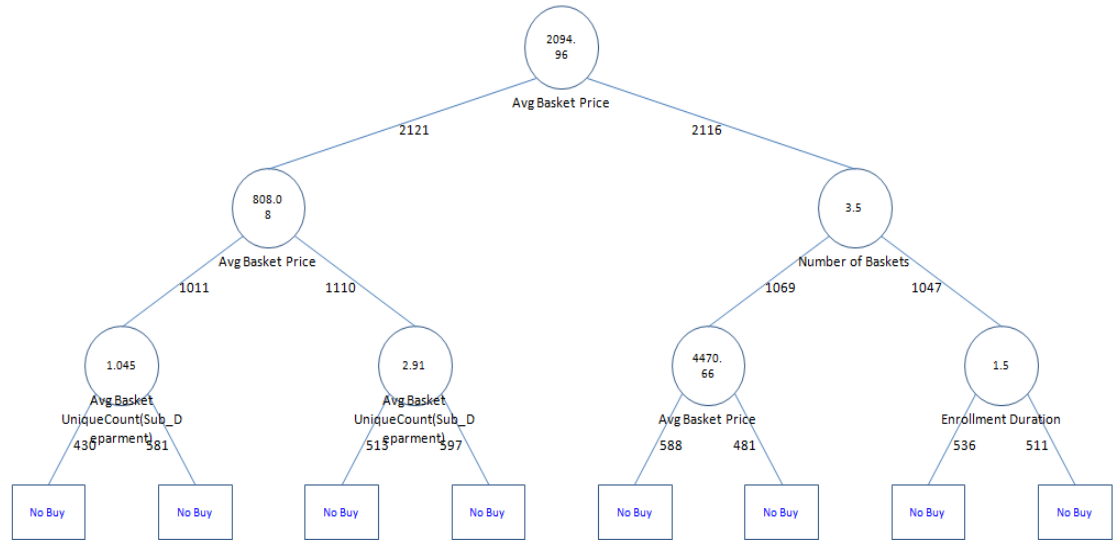 2094.
96
Avg Basket Price
2121
2116
808.0
8
3.5
Avg Basket Price
Number of Baskets
1011
1110
1069
1047
1.045
2.91
4470.
66
1.5
Avg Basket
UniqueCount(Sub_D
eparment)
Avg Basket
UniqueCount(Sub_D
eparment)
Avg Basket Price
Enrollment Duration
430
581
513
597
588
481
536
511
No Buy
No Buy
No Buy
No Buy
No Buy
No Buy
No Buy
No Buy